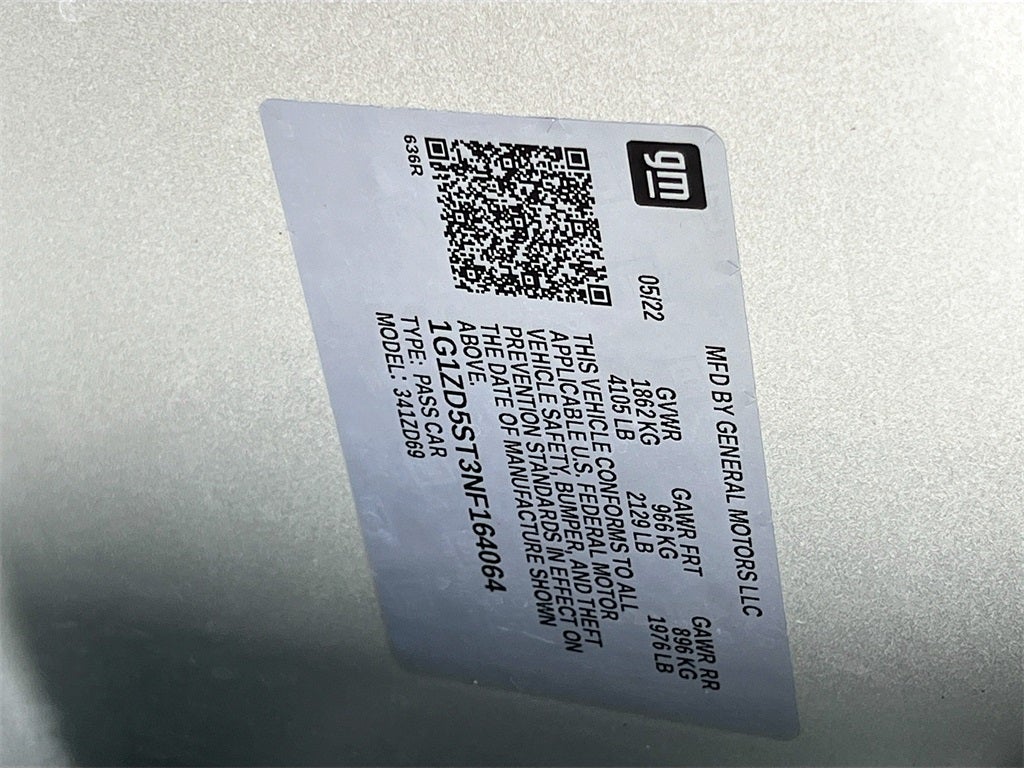 gm
MFD BY GENERAL MOTORS LLC
05/22 GVWR GAWR FRT GAWR RR
1862 KG 966 KG 896 KG
4105 LB 2129 LB 1976 LB
THIS VEHICLE CONFORMS TO ALL
APPLICABLE U.S. FEDERAL MOTOR
VEHICLE SAFETY, BUMPER, AND THEFT
PREVENTION STANDARDS IN EFFECT ON
THE DATE OF MANUFACTURE SHOWN
ABOVE.
1G1ZD5ST3NF164064
TYPE: PASS CAR
MODEL: 341ZD69
636R